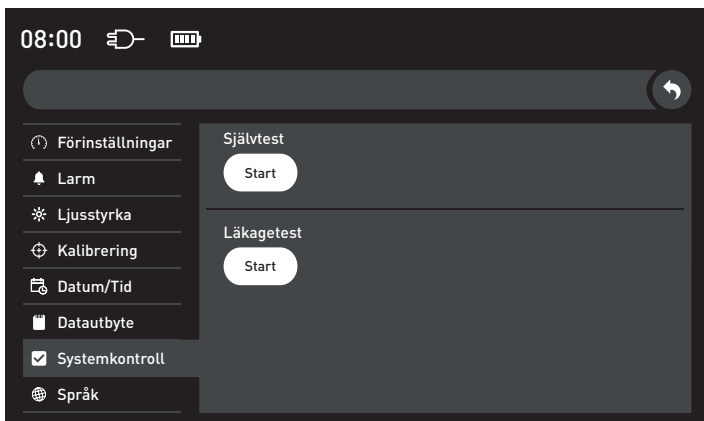 08:00
Förinställningar
Larm
Ljusstyrka
Kalibrering
Datum/Tid
Datautbyte
Systemkontroll
Språk
Självtest
Start
Läkagetest
Start